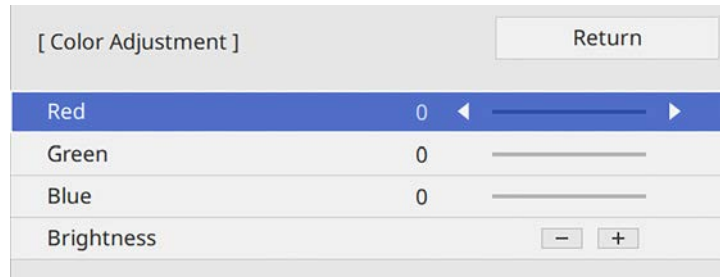 [ Color Adjustment ] Return
Red 0
Green 0
Blue 0
Brightness − +